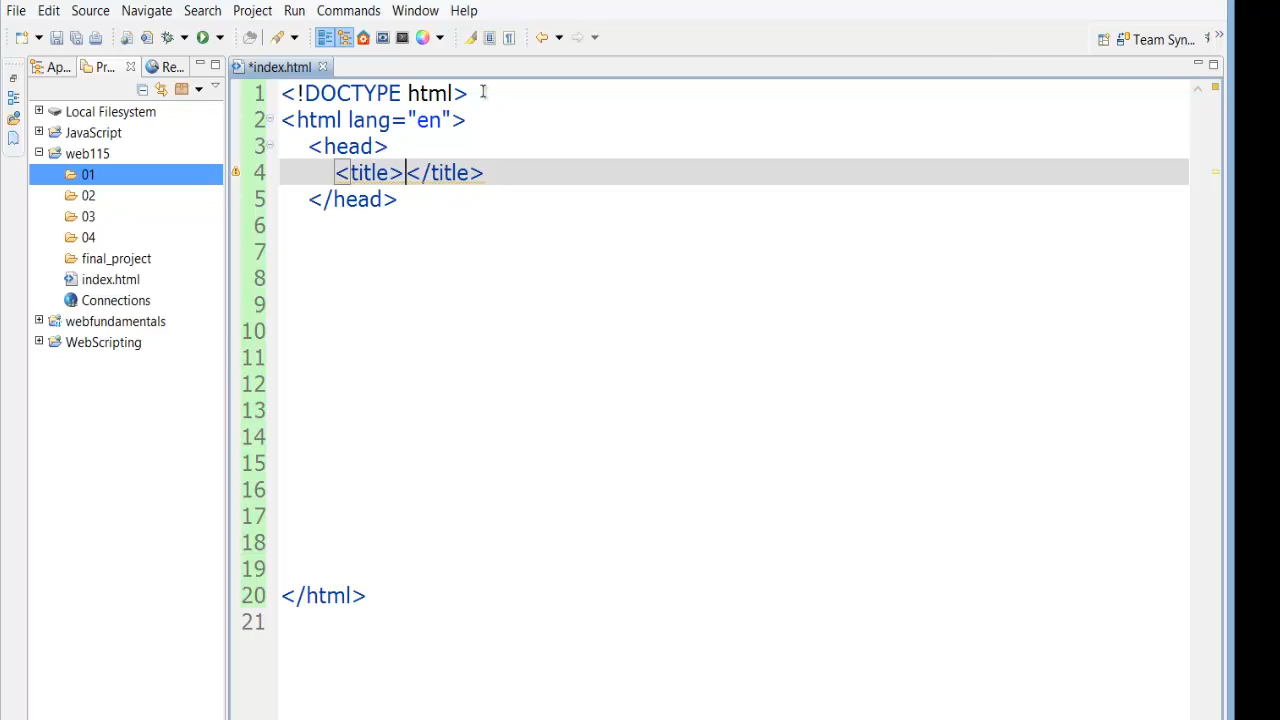 File Edit Source Navigate Search Project Run Commands Window Help
Team Syn...
Ap... Pr... Re... *index.html
Local Filesystem
JavaScript
web115
01
02
03
04
final_project
index.html
Connections
webfundamentals
WebScripting
1 <!DOCTYPE html>
2 <html lang="en">
3 <head>
4 <title></title>
5 </head>
6
7
8
9
10
11
12
13
14
15
16
17
18
19
20 </html>
21